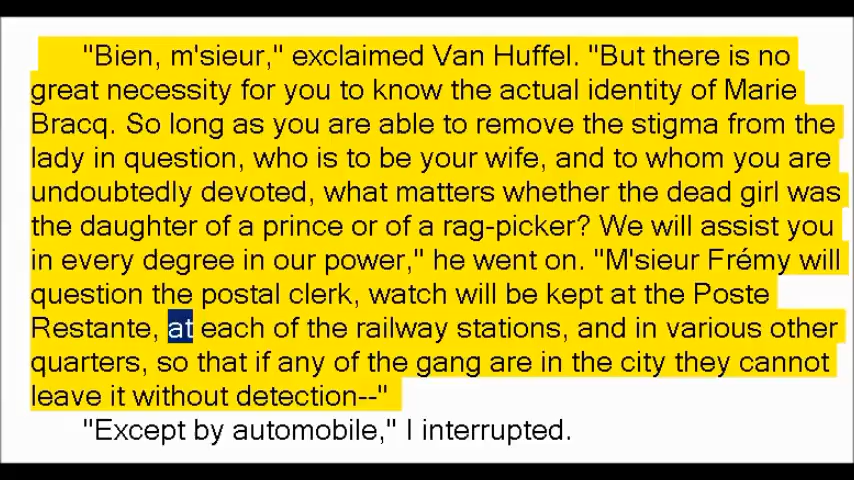 "Bien, m'sieur," exclaimed Van Huffel. "But there is no
great necessity for you to know the actual identity of Marie
Bracq. So long as you are able to remove the stigma from the
lady in question, who is to be your wife, and to whom you are
undoubtedly devoted, what matters whether the dead girl was
the daughter of a prince or of a rag-picker? We will assist you
in every degree in our power," he went on. "M'sieur Frémy will
question the postal clerk, watch will be kept at the Poste
Restante, at each of the railway stations, and in various other
quarters, so that if any of the gang are in the city they cannot
leave it without detection--"
"Except by automobile," I interrupted.